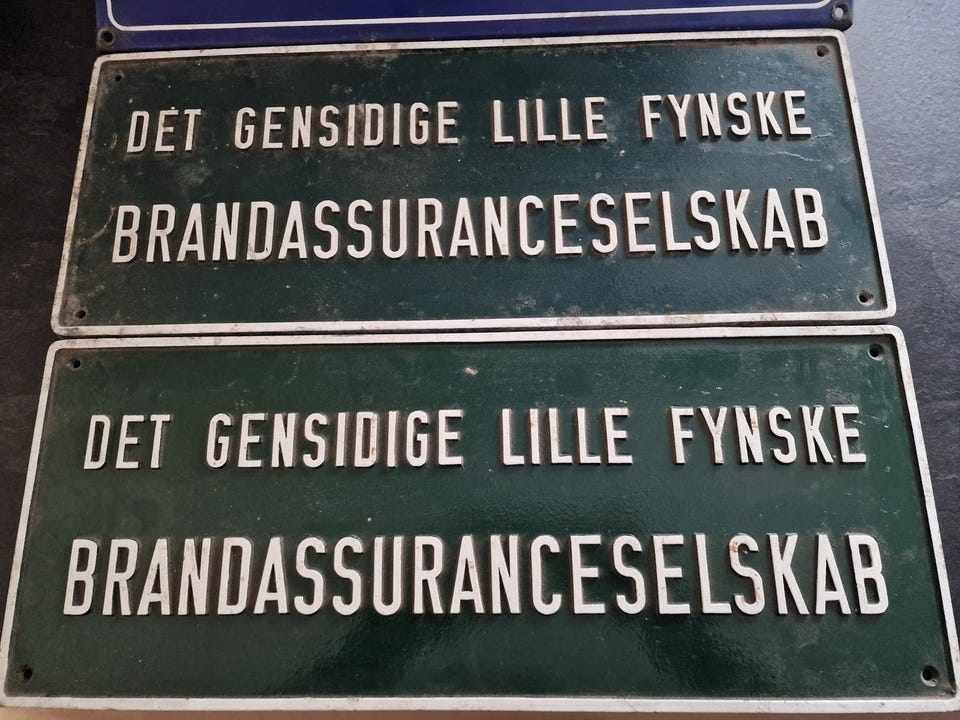 DET GENSIDIGE LILLE FYNSKE
BRANDASSURANCESELSKAB
DET GENSIDIGE LILLE FYNSKE
BRANDASSURANCESELSKAB